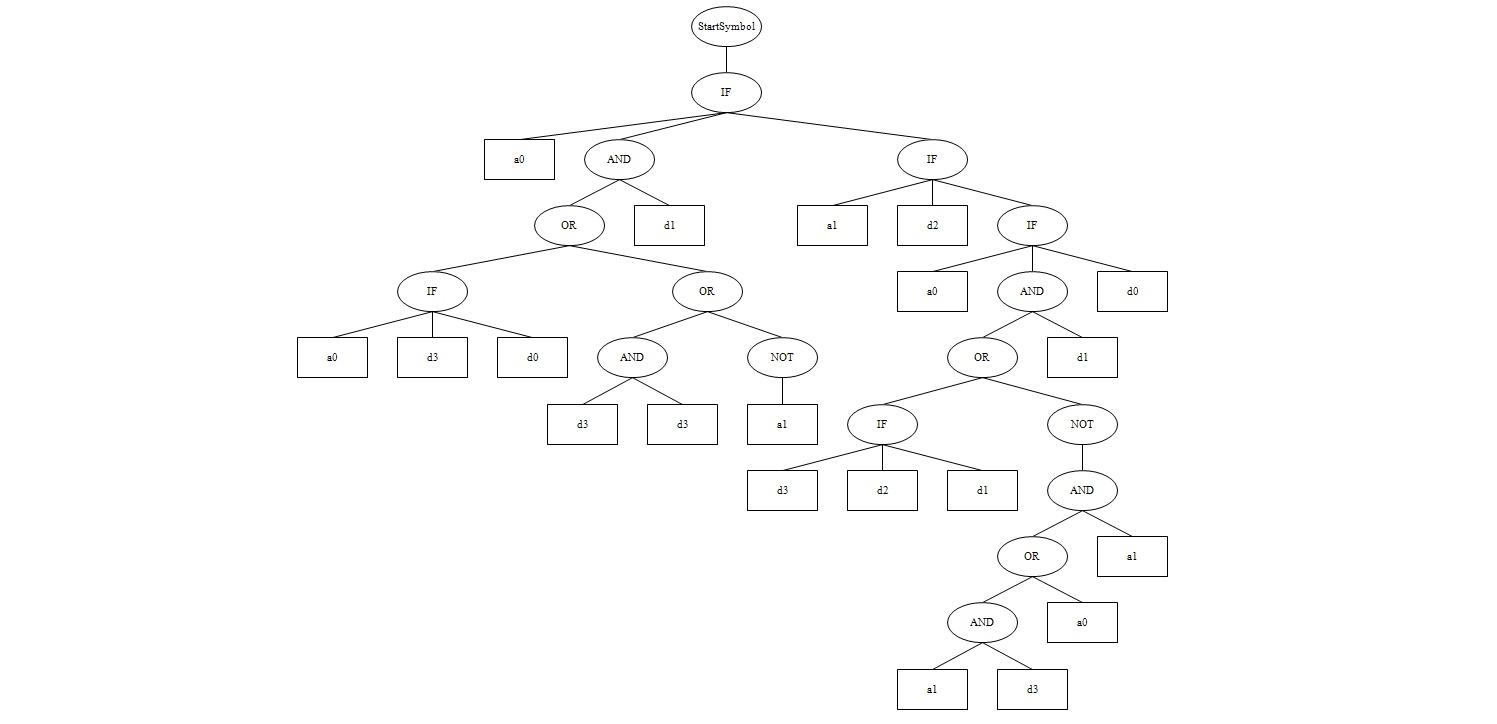 StartSymbol
IF
a0 AND IF
OR d1 a1 d2 IF
IF OR a0 AND d0
a0 d3 d0 AND NOT OR d1
d3 d3 a1 IF NOT
d3 d2 d1 AND
OR a1
AND a0
a1 d3